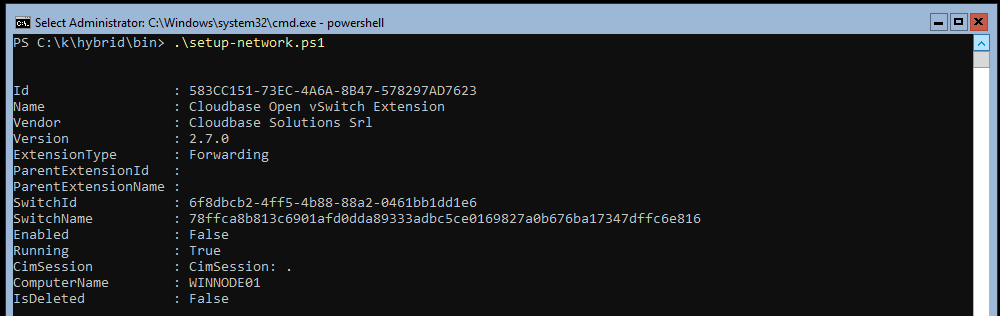 Select Administrator: C:\Windows\system32\cmd.exe - powershell
PS C:\k\hybrid\bin> .\setup-network.ps1
Id                  : 583CC151-73EC-4A6A-8B47-578297AD7623
Name                : Cloudbase Open vSwitch Extension
Vendor              : Cloudbase Solutions Srl
Version             : 2.7.0
ExtensionType       : Forwarding
ParentExtensionId   :
ParentExtensionName :
SwitchId            : 6f8dbcb2-4ff5-4b88-88a2-0461bb1dd1e6
SwitchName          : 78ffca8b813c6901afd0dda89333adbc5ce0169827a0b676ba17347dffc6e816
Enabled             : False
Running             : True
CimSession          : CimSession: .
ComputerName        : WINNODE01
IsDeleted           : False